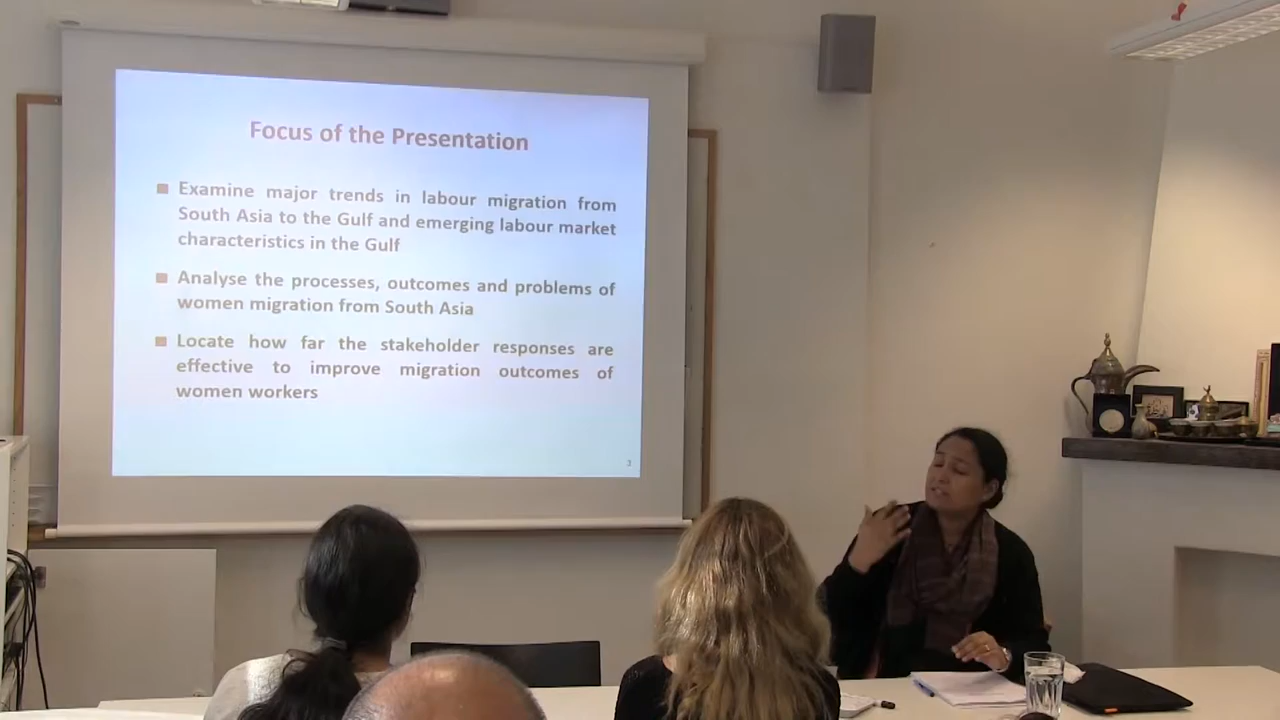 Focus of the Presentation
Examine major trends in labour migration from
South Asia to the Gulf and emerging labour market
characteristics in the Gulf
Analyse the processes, outcomes and problems of
women migration from South Asia
Locate how far the stakeholder responses are
effective to improve migration outcomes of
women workers
3